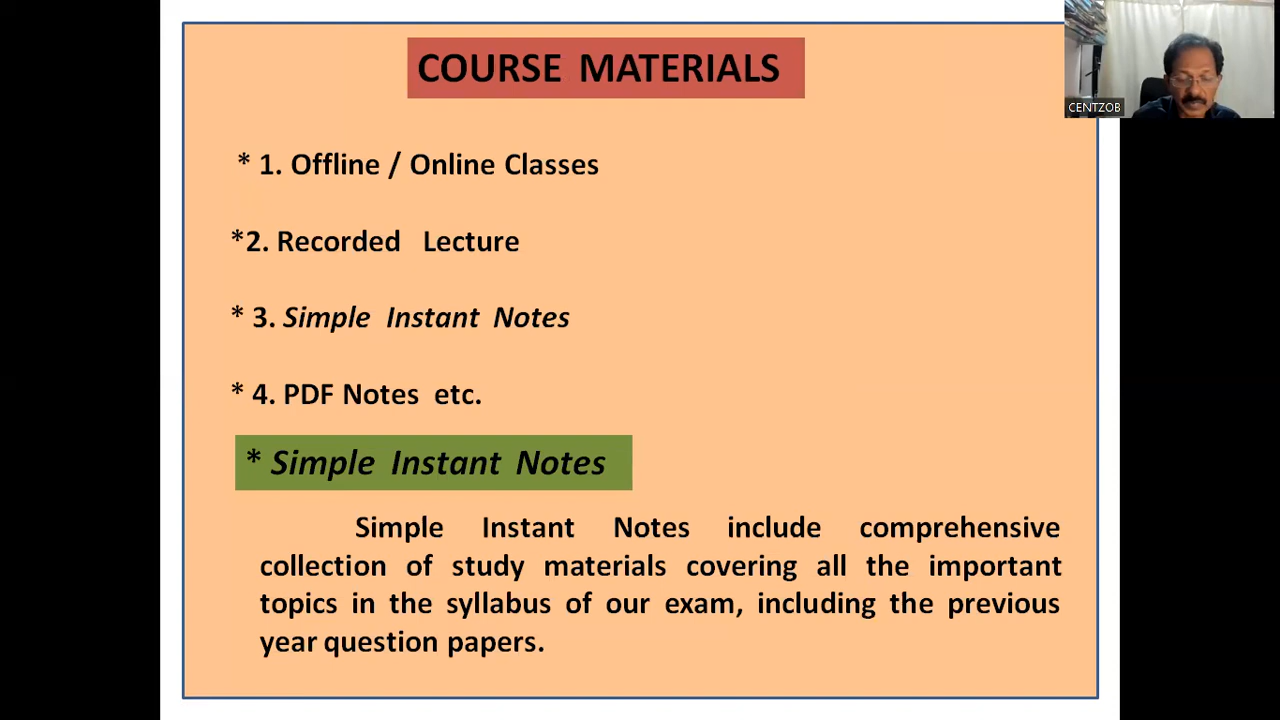 COURSE MATERIALS
CENTZOB
* 1. Offline / Online Classes
*2. Recorded Lecture
* 3. Simple Instant Notes
* 4. PDF Notes etc.
* Simple Instant Notes
Simple Instant Notes include comprehensive
collection of study materials covering all the important
topics in the syllabus of our exam, including the previous
year question papers.